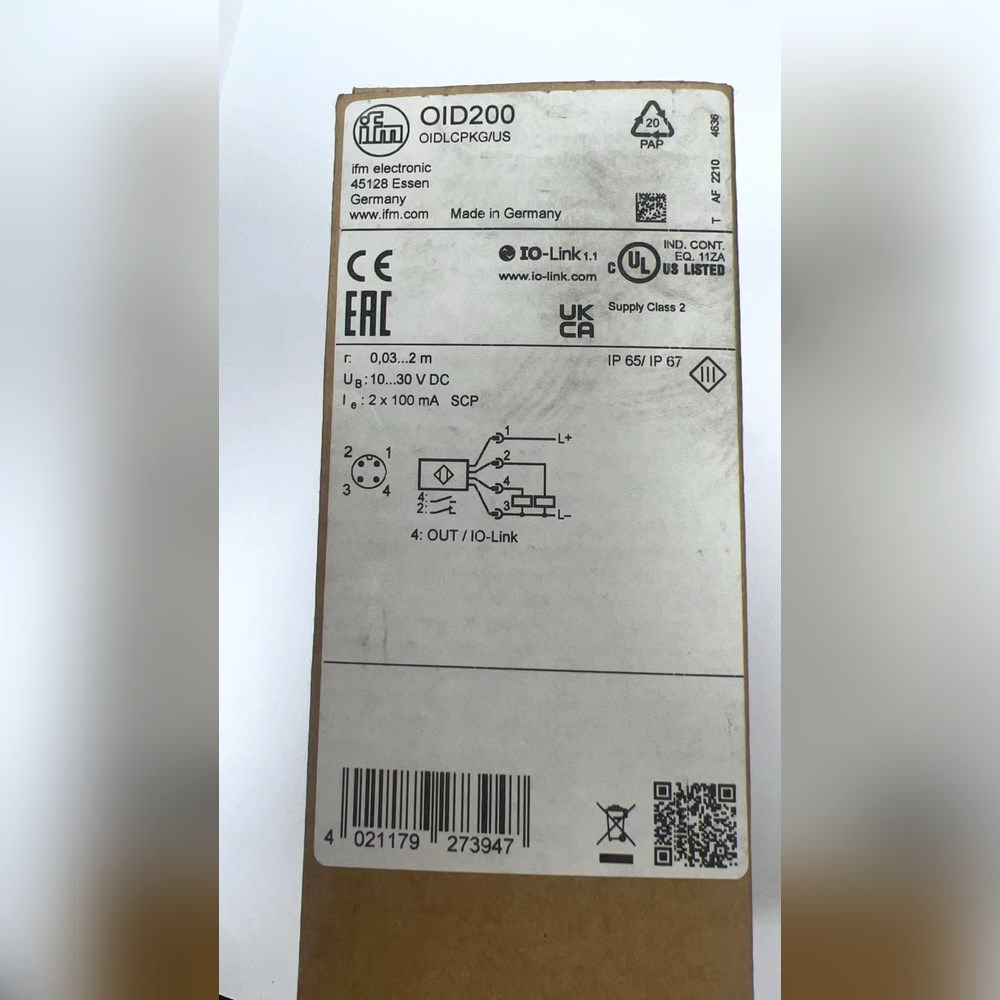 ifm
OID200
OIDLCPKG/US
20
PAP
T AF 2210 4636
ifm electronic
45128 Essen
Germany
www.ifm.com Made in Germany
CE
IO-Link 1.1
www.io-link.com
C UL US LISTED
IND. CONT.
EQ. 11ZA
EAC
UK
CA
Supply Class 2
r: 0,03...2 m
IP 65/ IP 67
III
UB: 10...30 V DC
Ie: 2 x 100 mA SCP
2 1
3 4
1 L+
2
4
3 L–
4:
2:
4: OUT / IO-Link
4 021179 273947